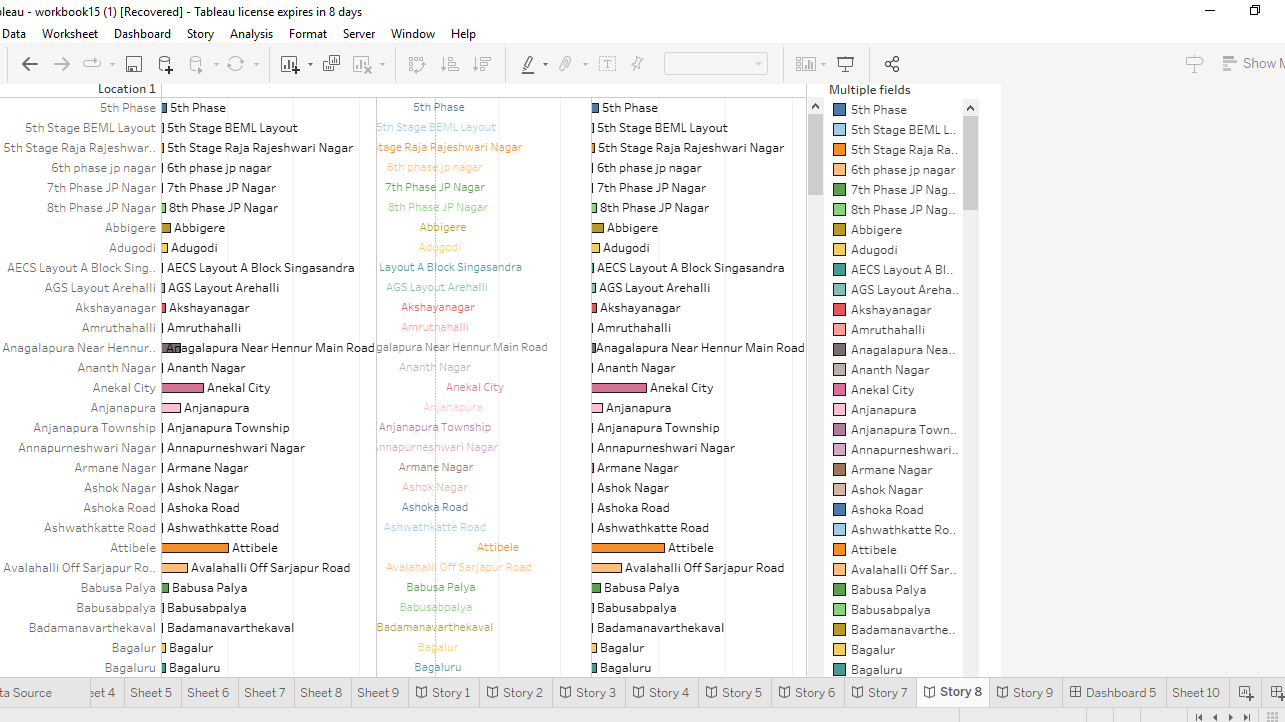 bleau - workbook15 (1) [Recovered] - Tableau license expires in 8 days
Data Worksheet Dashboard Story Analysis Format Server Window Help
Show M
Location 1 Multiple fields
5th Phase 5th Phase 5th Phase 5th Phase 5th Phase
5th Stage BEML Layout 5th Stage BEML Layout 5th Stage BEML Layout 5th Stage BEML Layout 5th Stage BEML L..
5th Stage Raja Rajeshwar.. 5th Stage Raja Rajeshwari Nagar Stage Raja Rajeshwari Nagar 5th Stage Raja Rajeshwari Nagar 5th Stage Raja Ra..
6th phase jp nagar 6th phase jp nagar 6th phase jp nagar 6th phase jp nagar 6th phase jp nagar
7th Phase JP Nagar 7th Phase JP Nagar 7th Phase JP Nagar 7th Phase JP Nagar 7th Phase JP Nag..
8th Phase JP Nagar 8th Phase JP Nagar 8th Phase JP Nagar 8th Phase JP Nagar 8th Phase JP Nag..
Abbigere Abbigere Abbigere Abbigere Abbigere
Adugodi Adugodi Adugodi Adugodi Adugodi
AECS Layout A Block Sing.. AECS Layout A Block Singasandra Layout A Block Singasandra AECS Layout A Block Singasandra AECS Layout A Bl..
AGS Layout Arehalli AGS Layout Arehalli AGS Layout Arehalli AGS Layout Arehalli AGS Layout Areha..
Akshayanagar Akshayanagar Akshayanagar Akshayanagar Akshayanagar
Amruthahalli Amruthahalli Amruthahalli Amruthahalli Amruthahalli
Anagalapura Near Hennur.. Anagalapura Near Hennur Main Road galapura Near Hennur Main Road Anagalapura Near Hennur Main Road Anagalapura Nea..
Ananth Nagar Ananth Nagar Ananth Nagar Ananth Nagar Ananth Nagar
Anekal City Anekal City Anekal City Anekal City Anekal City
Anjanapura Anjanapura Anjanapura Anjanapura Anjanapura
Anjanapura Township Anjanapura Township Anjanapura Township Anjanapura Township Anjanapura Town..
Annapurneshwari Nagar Annapurneshwari Nagar nnapurneshwari Nagar Annapurneshwari Nagar Annapurneshwari..
Armane Nagar Armane Nagar Armane Nagar Armane Nagar Armane Nagar
Ashok Nagar Ashok Nagar Ashok Nagar Ashok Nagar Ashok Nagar
Ashoka Road Ashoka Road Ashoka Road Ashoka Road Ashoka Road
Ashwathkatte Road Ashwathkatte Road Ashwathkatte Road Ashwathkatte Road Ashwathkatte Ro..
Attibele Attibele Attibele Attibele Attibele
Avalahalli Off Sarjapur Ro.. Avalahalli Off Sarjapur Road Avalahalli Off Sarjapur Road Avalahalli Off Sarjapur Road Avalahalli Off Sar..
Babusa Palya Babusa Palya Babusa Palya Babusa Palya Babusa Palya
Babusabpalya Babusabpalya Babusabpalya Babusabpalya Babusabpalya
Badamanavarthekaval Badamanavarthekaval Badamanavarthekaval Badamanavarthekaval Badamanavarthe..
Bagalur Bagalur Bagalur Bagalur Bagalur
Bagaluru Bagaluru Bagaluru Bagaluru Bagaluru
ta Source eet 4 Sheet 5 Sheet 6 Sheet 7 Sheet 8 Sheet 9 Story 1 Story 2 Story 3 Story 4 Story 5 Story 6 Story 7 Story 8 Story 9 Dashboard 5 Sheet 10